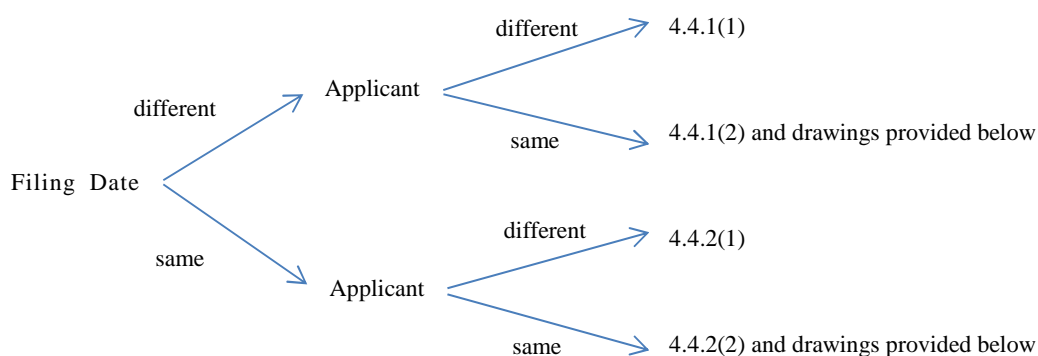 different
4.4.1(1)
Applicant
different
same
4.4.1(2) and drawings provided below
Filing Date
different
4.4.2(1)
same
Applicant
same
4.4.2(2) and drawings provided below